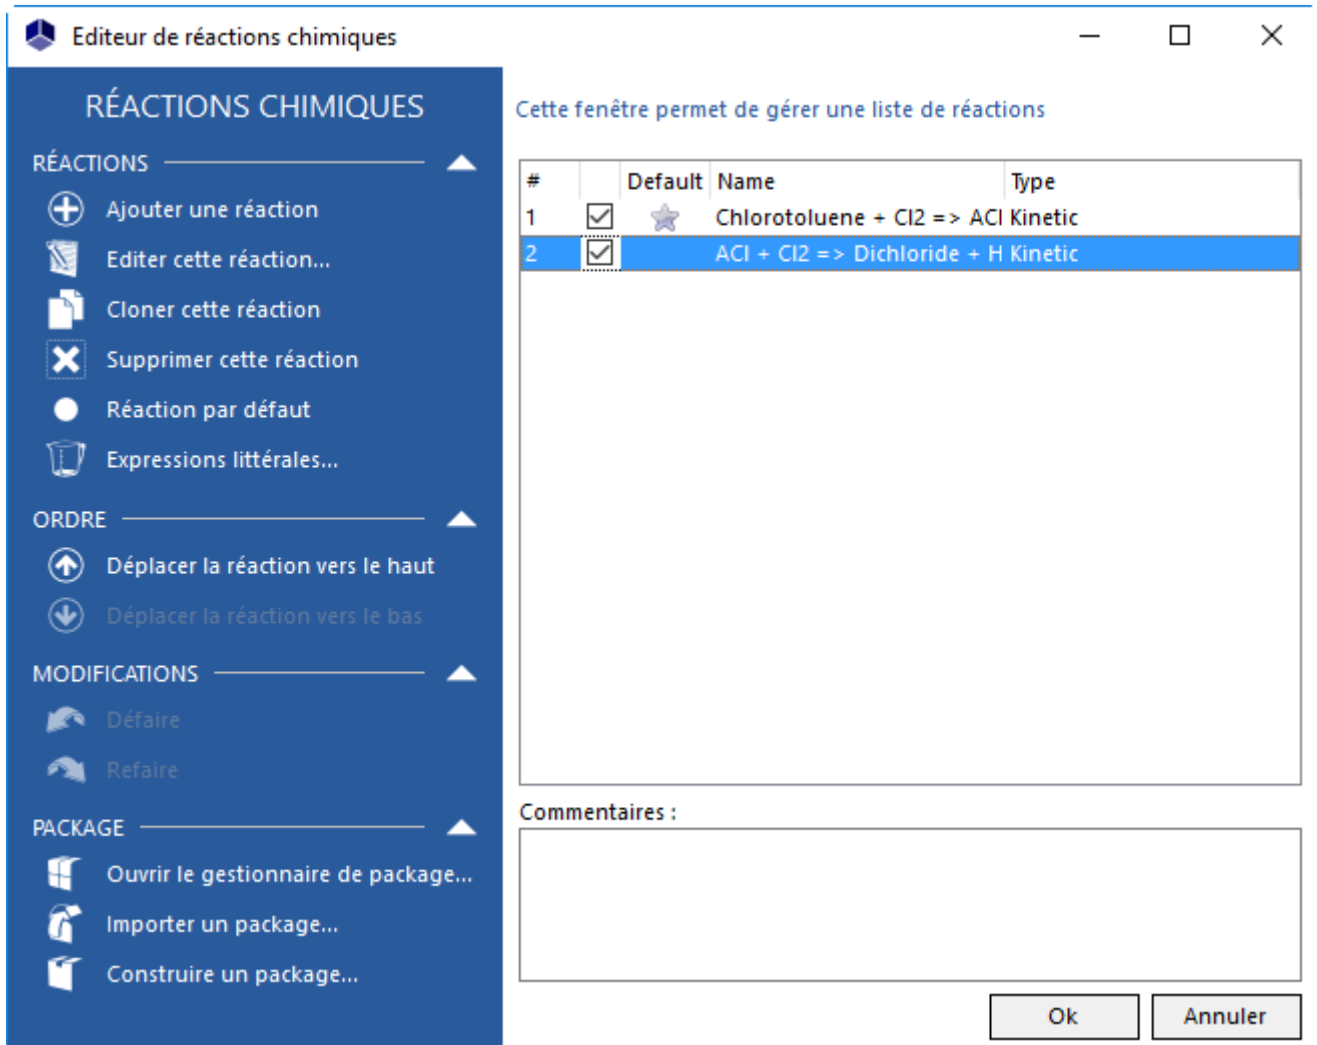 Editeur de réactions chimiques
RÉACTIONS CHIMIQUES
RÉACTIONS
Ajouter une réaction
Editer cette réaction...
Cloner cette réaction
Supprimer cette réaction
Réaction par défaut
Expressions littérales...
ORDRE
Déplacer la réaction vers le haut
Déplacer la réaction vers le bas
MODIFICATIONS
Défaire
Refaire
PACKAGE
Ouvrir le gestionnaire de package...
Importer un package...
Construire un package...
Cette fenêtre permet de gérer une liste de réactions
# Default Name Type
1 Chlorotoluene + Cl2 => ACl Kinetic
2 ACl + Cl2 => Dichloride + H Kinetic
Commentaires :
Ok Annuler